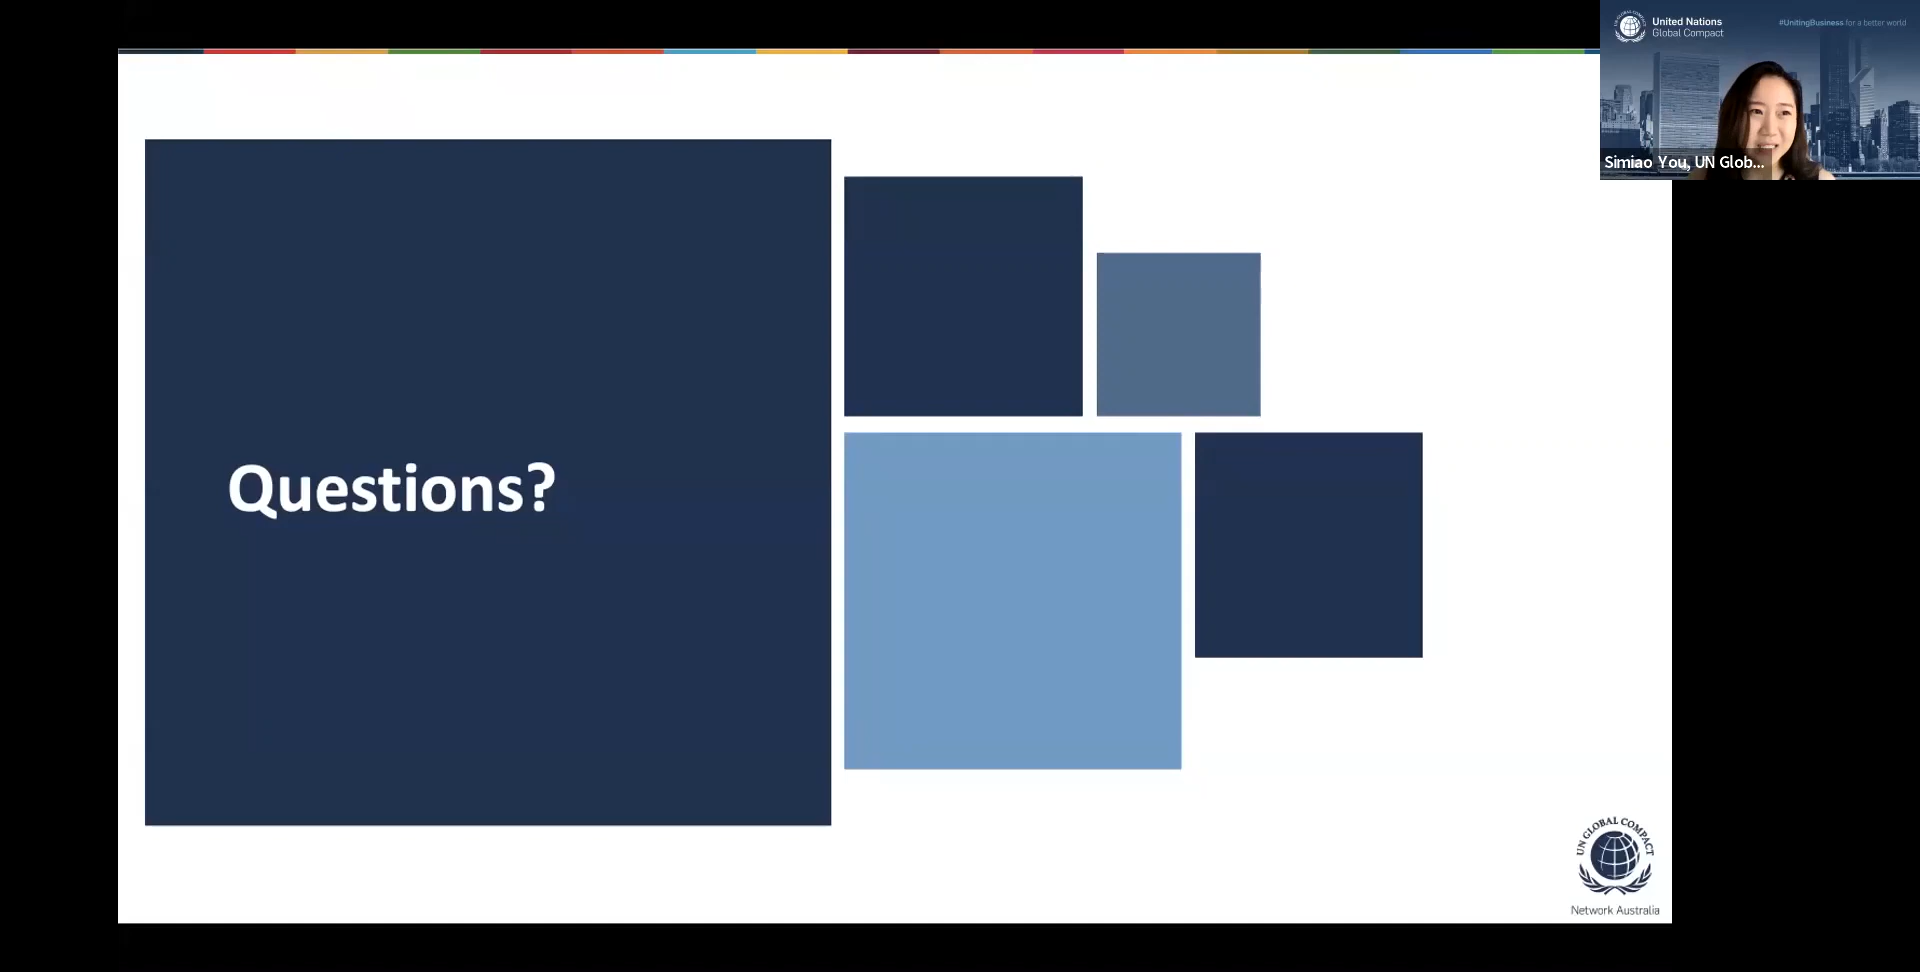 United Nations
Global Compact
#UnitingBusiness for a better world
Simiao You, UN Glob...
Questions?
UN GLOBAL COMPACT
Network Australia